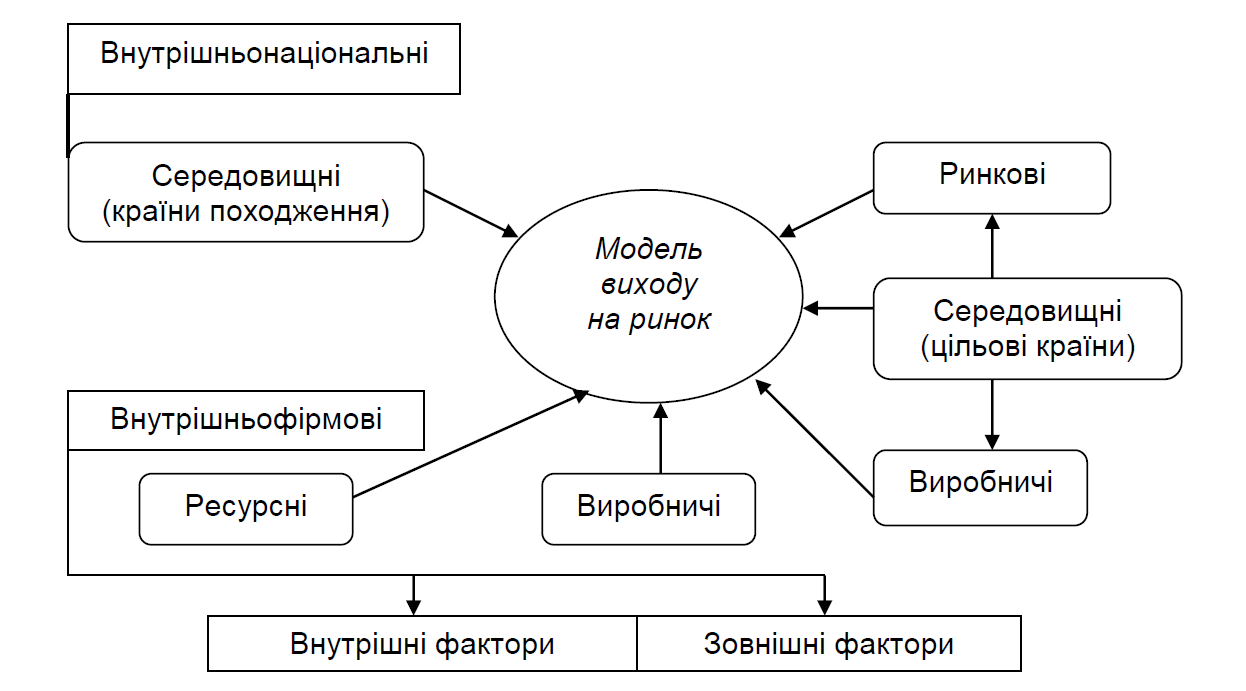 Внутрішньонаціональні
Середовищні
(країни походження)
Ринкові
Модель
виходу
на ринок
Середовищні
(цільові країни)
Внутрішньофірмові
Ресурсні
Виробничі
Виробничі
Внутрішні фактори
Зовнішні фактори